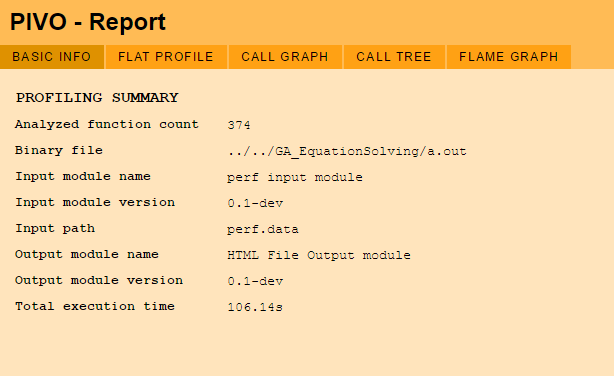 PIVO - Report
BASIC INFO FLAT PROFILE CALL GRAPH CALL TREE FLAME GRAPH
PROFILING SUMMARY
Analyzed function count 374
Binary file ../../GA_EquationSolving/a.out
Input module name perf input module
Input module version 0.1-dev
Input path perf.data
Output module name HTML File Output module
Output module version 0.1-dev
Total execution time 106.14s